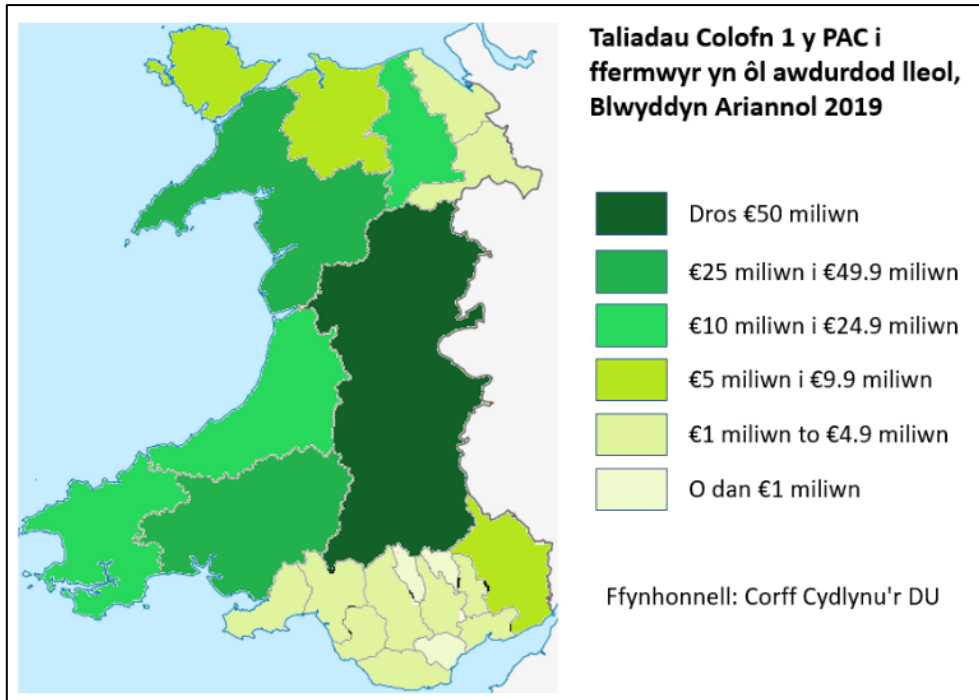 Taliadau Colofn 1 y PAC i
ffermwyr yn ôl awdurdod lleol,
Blwyddyn Ariannol 2019
Dros €50 miliwn
€25 miliwn i €49.9 miliwn
€10 miliwn i €24.9 miliwn
€5 miliwn i €9.9 miliwn
€1 miliwn to €4.9 miliwn
O dan €1 miliwn
Ffynhonnell: Corff Cydlynu'r DU